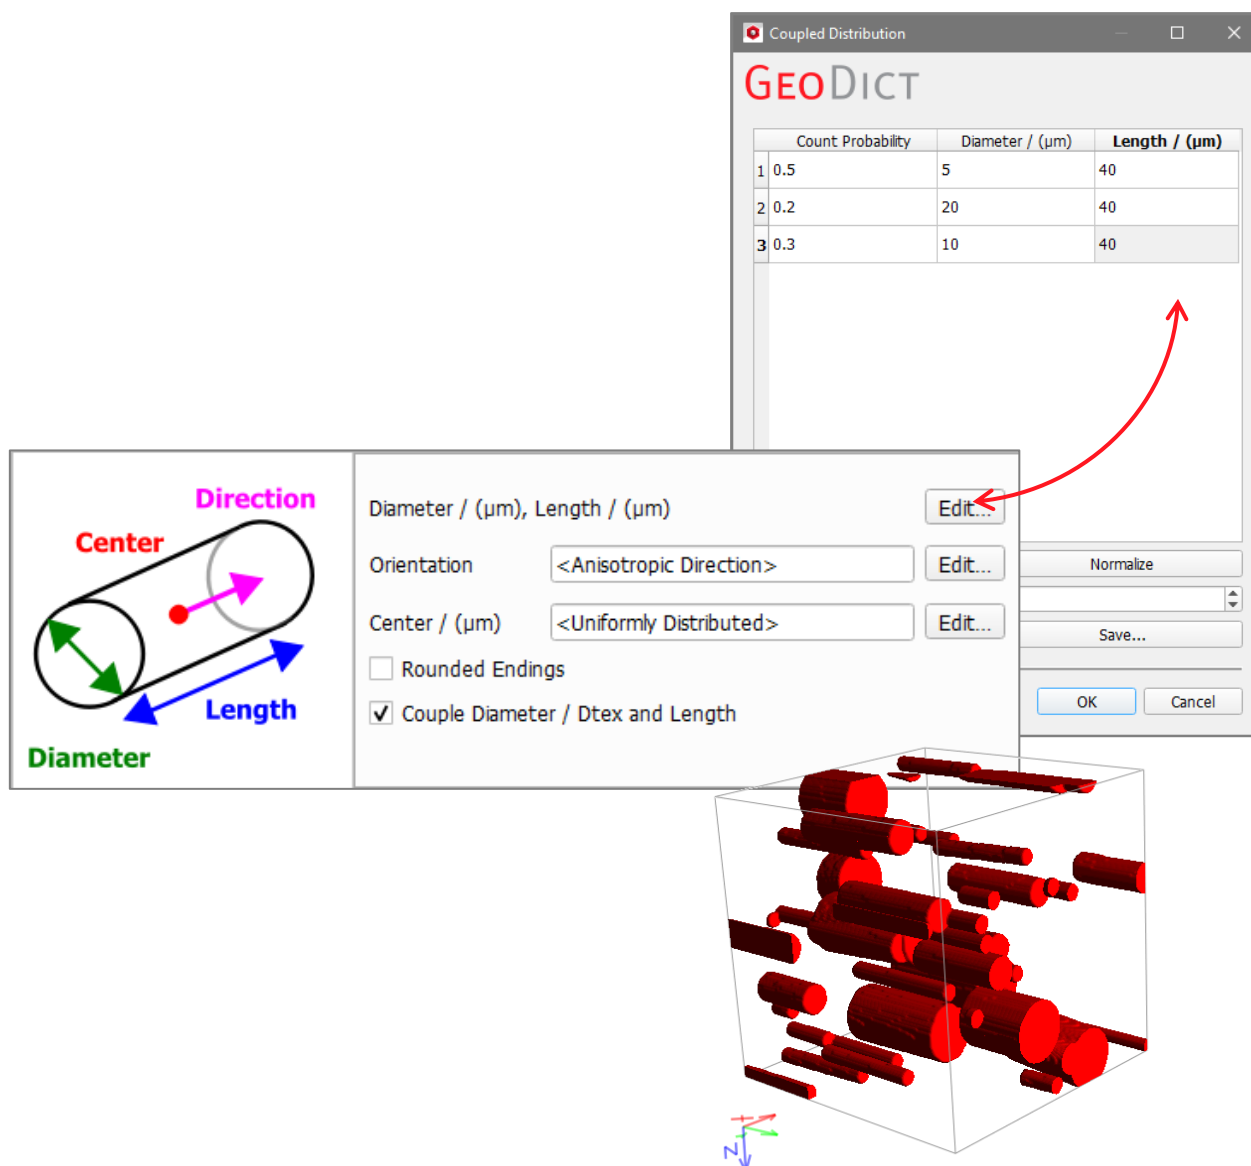 Coupled Distribution
GEODICT
Count Probability Diameter / (µm) Length / (µm)
1 0.5 5 40
2 0.2 20 40
3 0.3 10 40
Normalize
Save...
OK Cancel
Direction
Center
Length
Diameter
Diameter / (µm), Length / (µm) Edit...
Orientation <Anisotropic Direction> Edit...
Center / (µm) <Uniformly Distributed> Edit...
Rounded Endings
Couple Diameter / Dtex and Length
Z